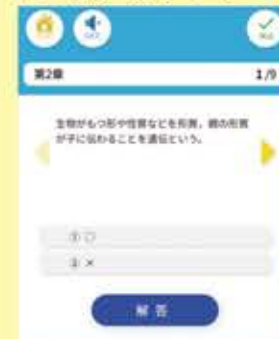 第2章
1/9
生物がもつ形や性質などを形質、親の形質
が子に伝わることを遺伝という。
① ○
② ×
解答